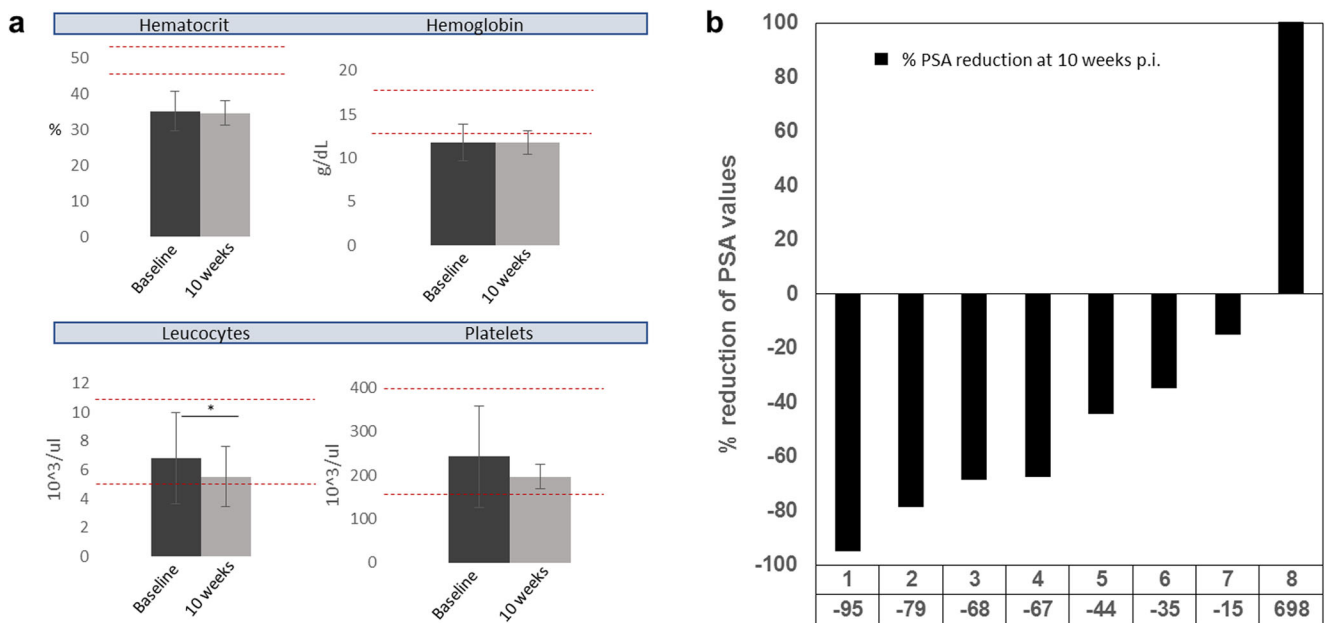 a
Hematocrit
Hemoglobin
50
40
30
20
10
0
%
Baseline
10 weeks
20
15
10
5
0
g/dL
Baseline
10 weeks
Leucocytes
Platelets
12
10
8
6
4
2
0
10^3/ul
*
Baseline
10 weeks
400
300
200
100
0
10^3/ul
Baseline
10 weeks
b
% reduction of PSA values
100
80
60
40
20
0
-20
-40
-60
-80
-100
% PSA reduction at 10 weeks p.i.
1 2 3 4 5 6 7 8
-95 -79 -68 -67 -44 -35 -15 698